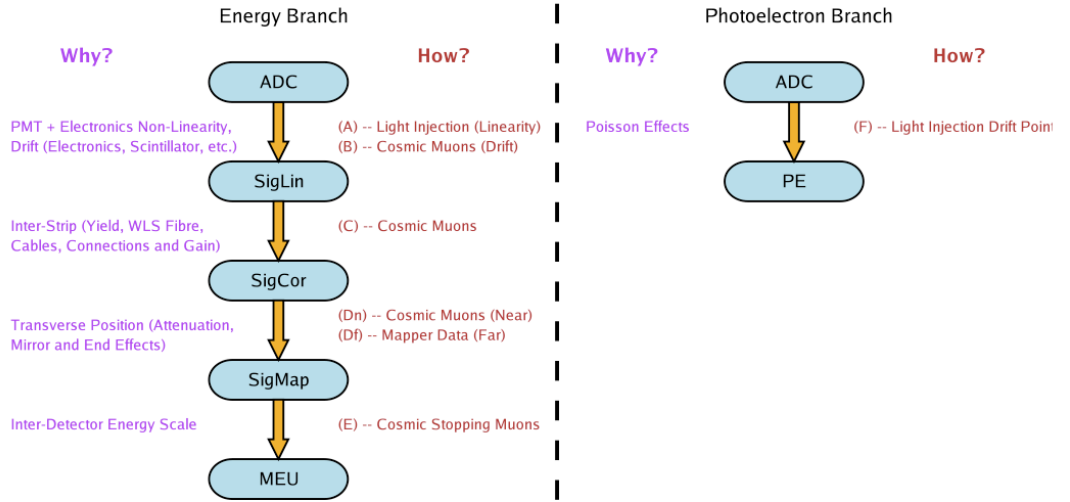 Energy Branch
Why?
How?
ADC
PMT + Electronics Non-Linearity,
Drift (Electronics, Scintillator, etc.)
(A) -- Light Injection (Linearity)
(B) -- Cosmic Muons (Drift)
SigLin
Inter-Strip (Yield, WLS Fibre,
Cables, Connections and Gain)
(C) -- Cosmic Muons
SigCor
Transverse Position (Attenuation,
Mirror and End Effects)
(Dn) -- Cosmic Muons (Near)
(Df) -- Mapper Data (Far)
SigMap
Inter-Detector Energy Scale
(E) -- Cosmic Stopping Muons
MEU
Photoelectron Branch
Why?
How?
ADC
Poisson Effects
(F) -- Light Injection Drift Point
PE